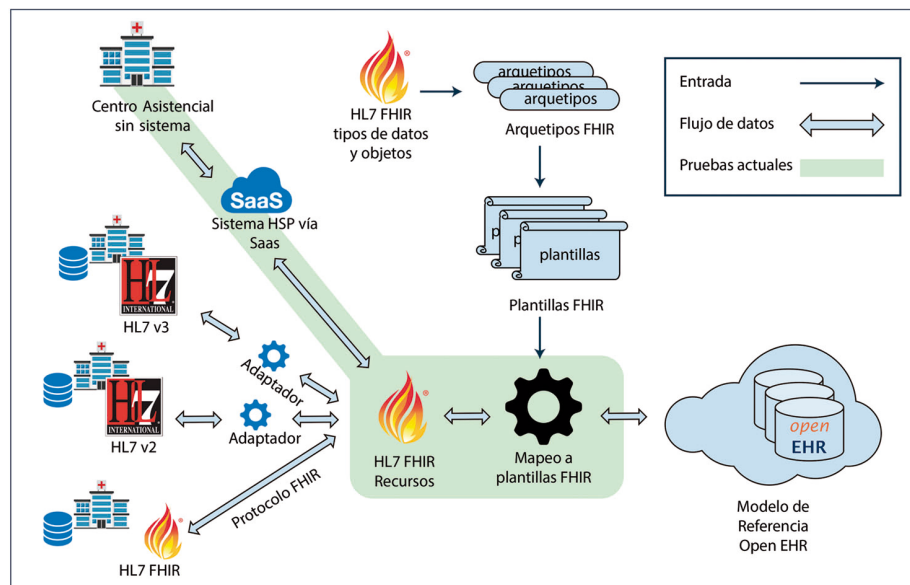 Centro Asistencial
sin sistema
HL7 FHIR
tipos de datos
y objetos
arquetipos
arquetipos
arquetipos
Arquetipos FHIR
Entrada
Flujo de datos
Pruebas actuales
SaaS
Sistema HSP vía
Saas
p
p
plantillas
Plantillas FHIR
HL7
INTERNATIONAL
HL7 v3
Adaptador
HL7
INTERNATIONAL
HL7 v2
Adaptador
Protocolo FHIR
HL7 FHIR
HL7 FHIR
Recursos
Mapeo a
plantillas FHIR
open
EHR
Modelo de
Referencia
Open EHR